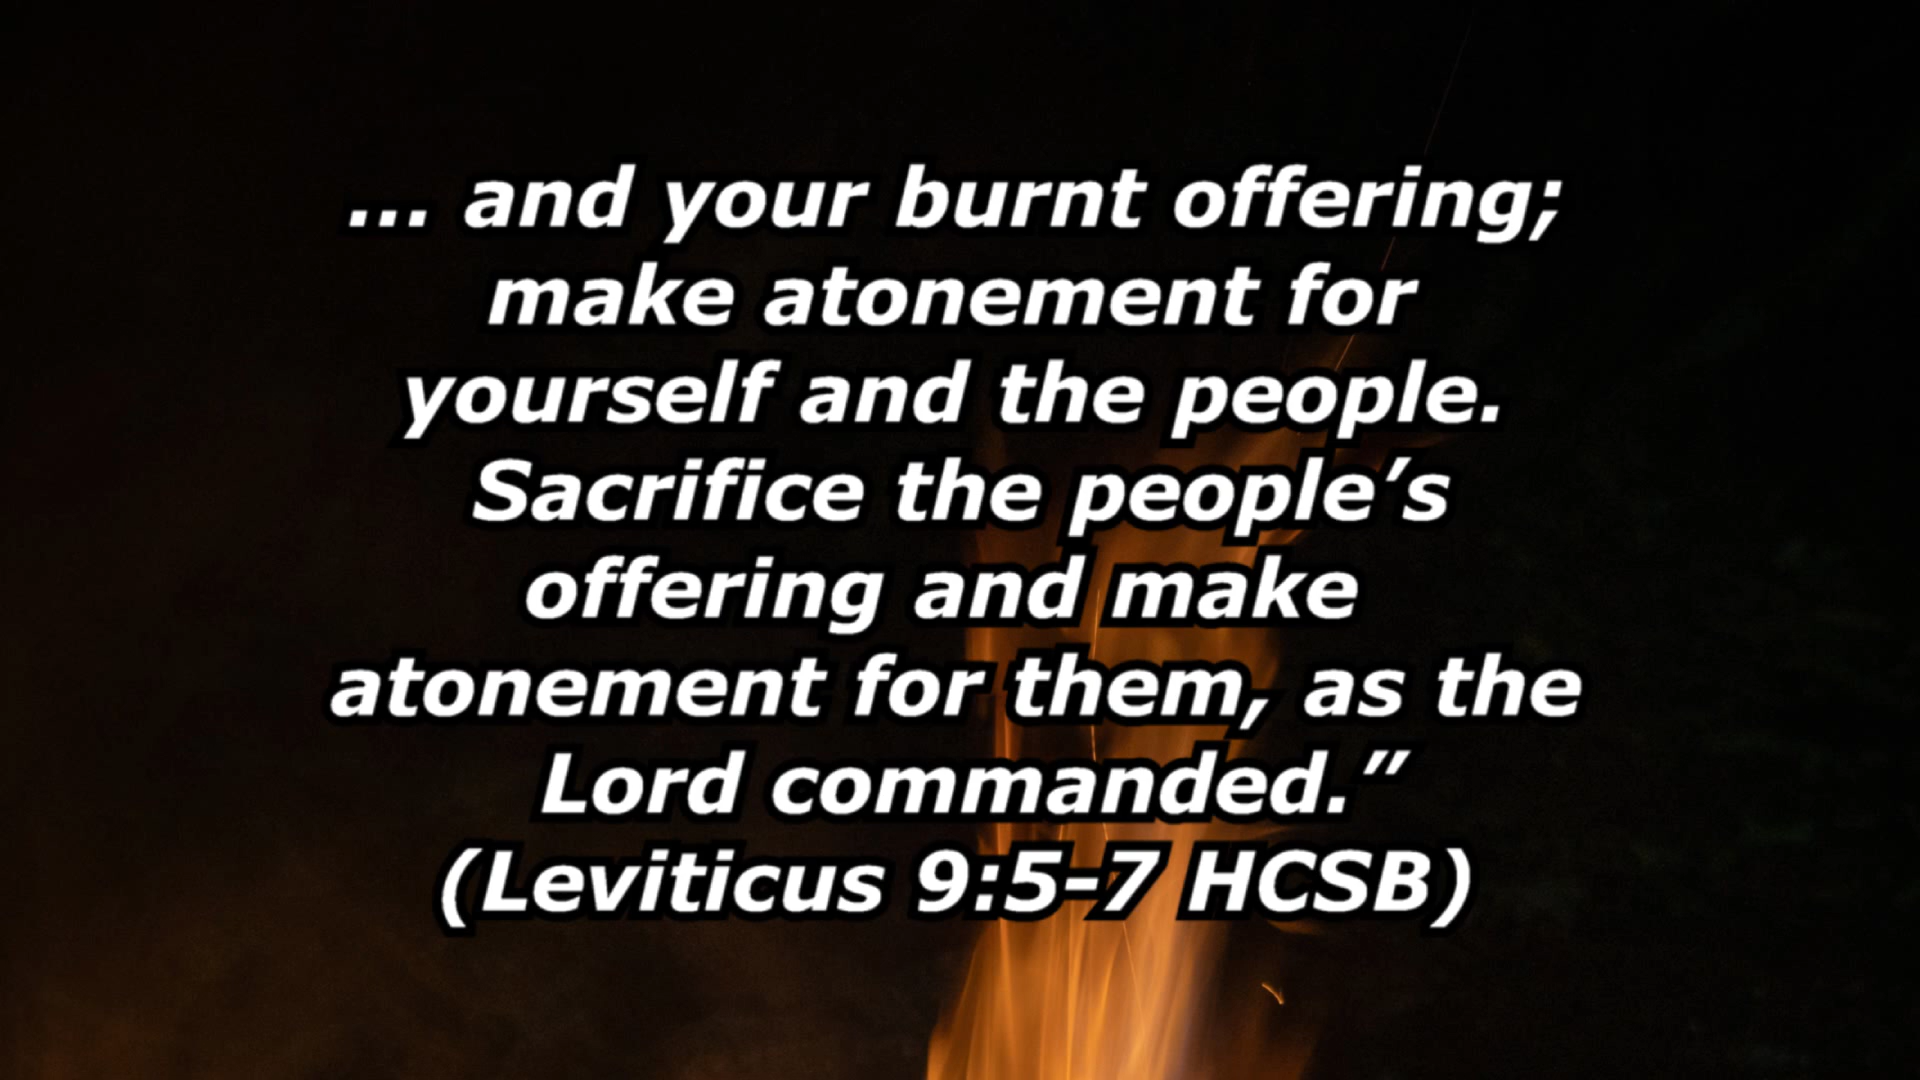 ... and your burnt offering;
make atonement for
yourself and the people.
Sacrifice the people’s
offering and make
atonement for them, as the
Lord commanded.”
(Leviticus 9:5-7 HCSB)